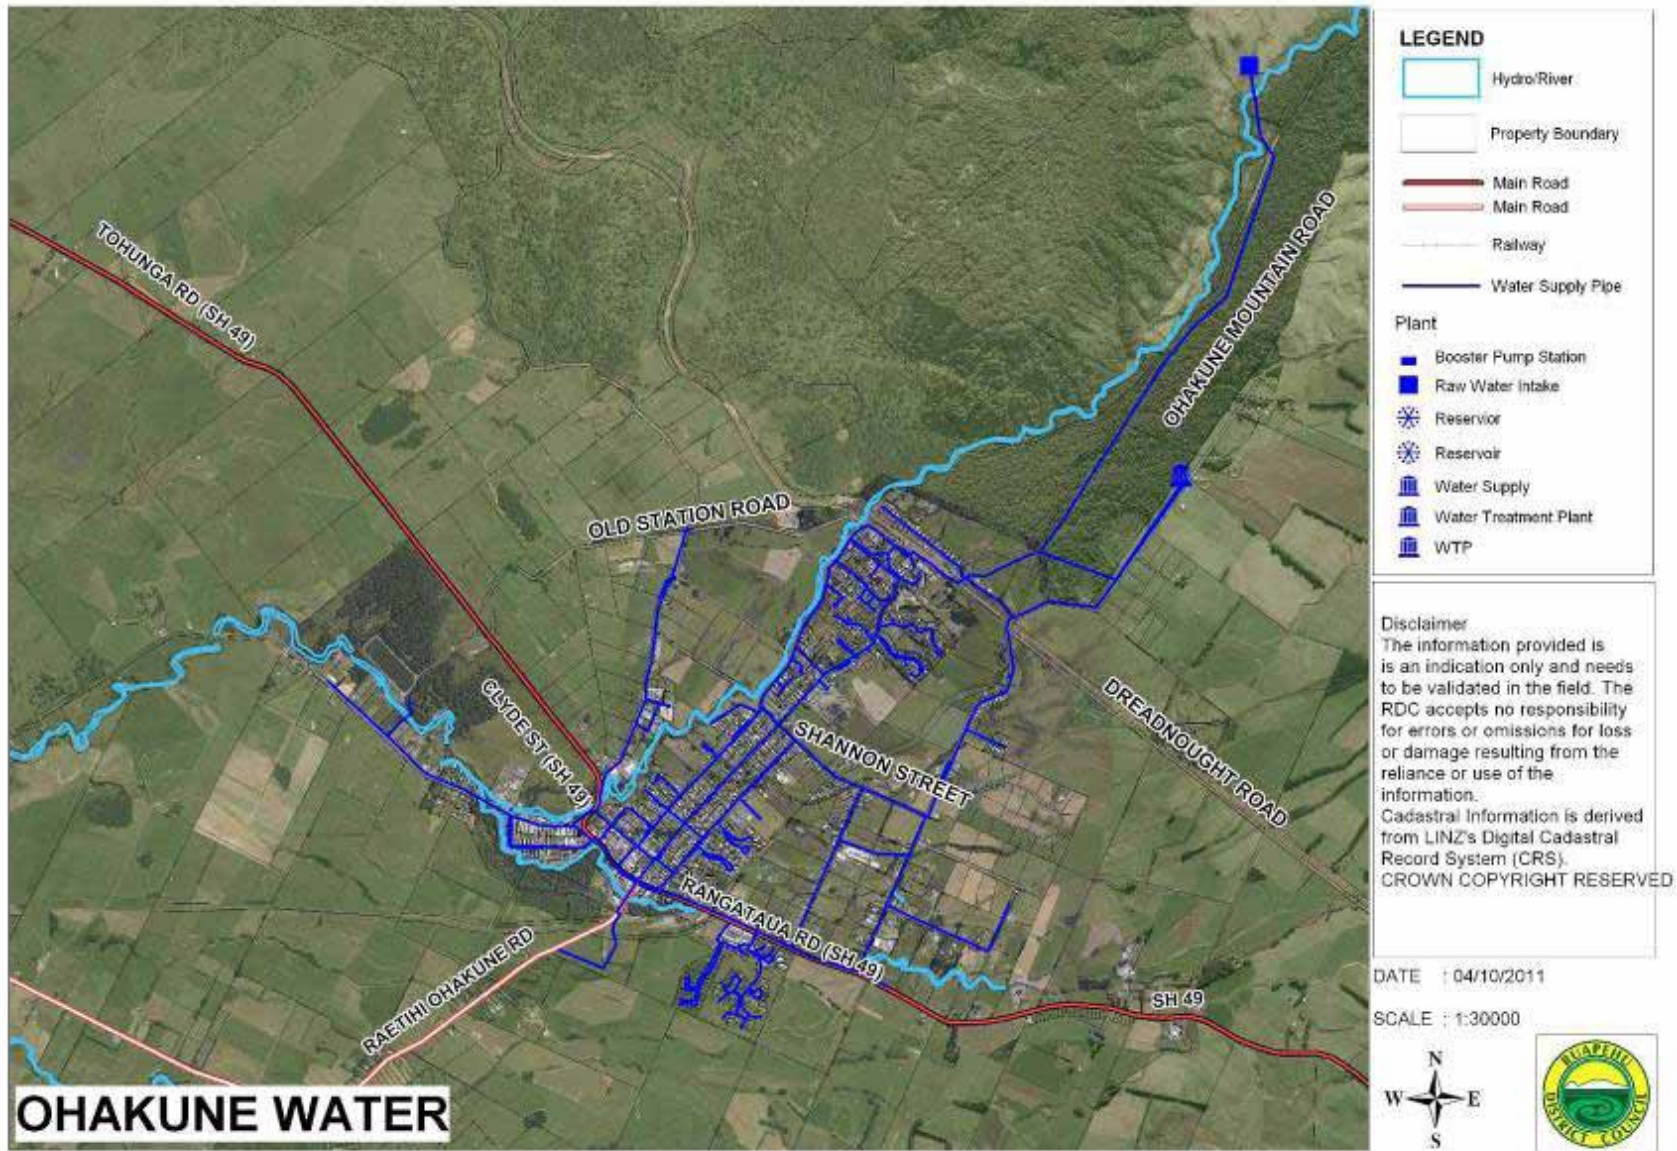 TOHUNGA RD (SH 49)
OHAKUNE MOUNTAIN ROAD
OLD STATION ROAD
CLYDE ST (SH 49)
SHANNON STREET
DREADNOUGHT ROAD
RANGATAUA RD (SH 49)
RAETIHI OHAKUNE RD
SH 49
OHAKUNE WATER
LEGEND
Hydro/River
Property Boundary
Main Road
Main Road
Railway
Water Supply Pipe
Plant
Booster Pump Station
Raw Water Intake
Reservior
Reservoir
Water Supply
Water Treatment Plant
WTP
Disclaimer
The information provided is
is an indication only and needs
to be validated in the field. The
RDC accepts no responsibility
for errors or omissions for loss
or damage resulting from the
reliance or use of the
information.
Cadastral Information is derived
from LINZ's Digital Cadastral
Record System (CRS).
CROWN COPYRIGHT RESERVED
DATE : 04/10/2011
SCALE : 1:30000
N
W E
S
RUAPEHU
DISTRICT COUNCIL